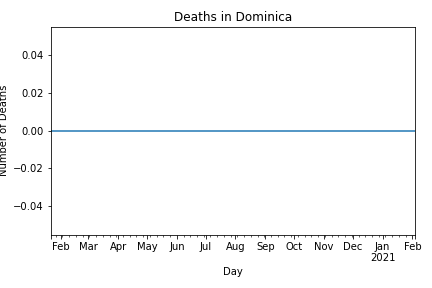 Deaths in Dominica
Number of Deaths
0.04
0.02
0.00
−0.02
−0.04
Feb Mar Apr May Jun Jul Aug Sep Oct Nov Dec Jan Feb
2021
Day